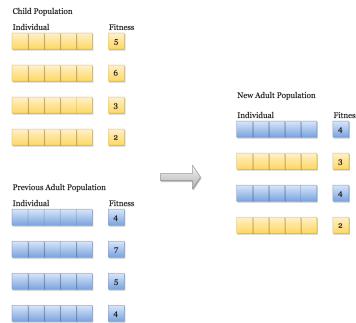 Child Population
Individual Fitness
5
6
3
2
Previous Adult Population
Individual Fitness
4
7
5
4
New Adult Population
Individual Fitnes
4
3
4
2